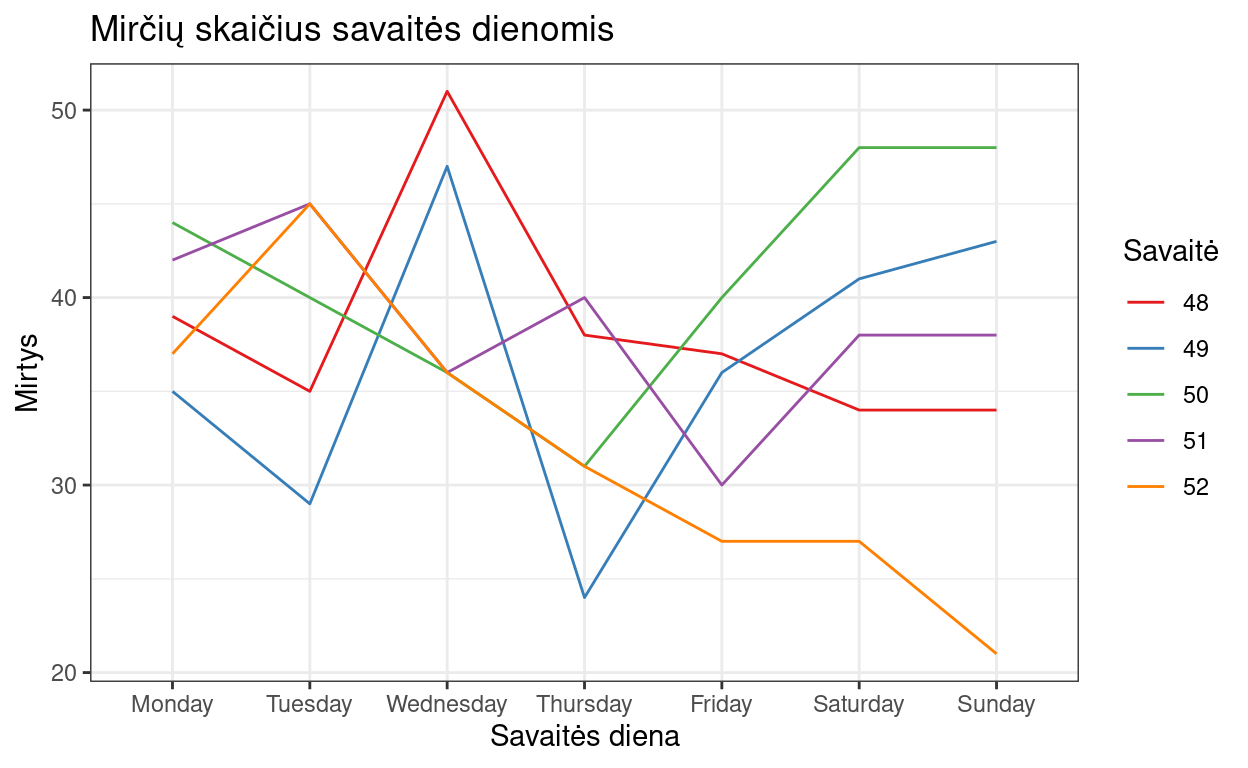 Mirčių skaičius savaitės dienomis
Mirtys
50
40
30
20
Monday Tuesday Wednesday Thursday Friday Saturday Sunday
Savaitės diena
Savaitė
48
49
50
51
52